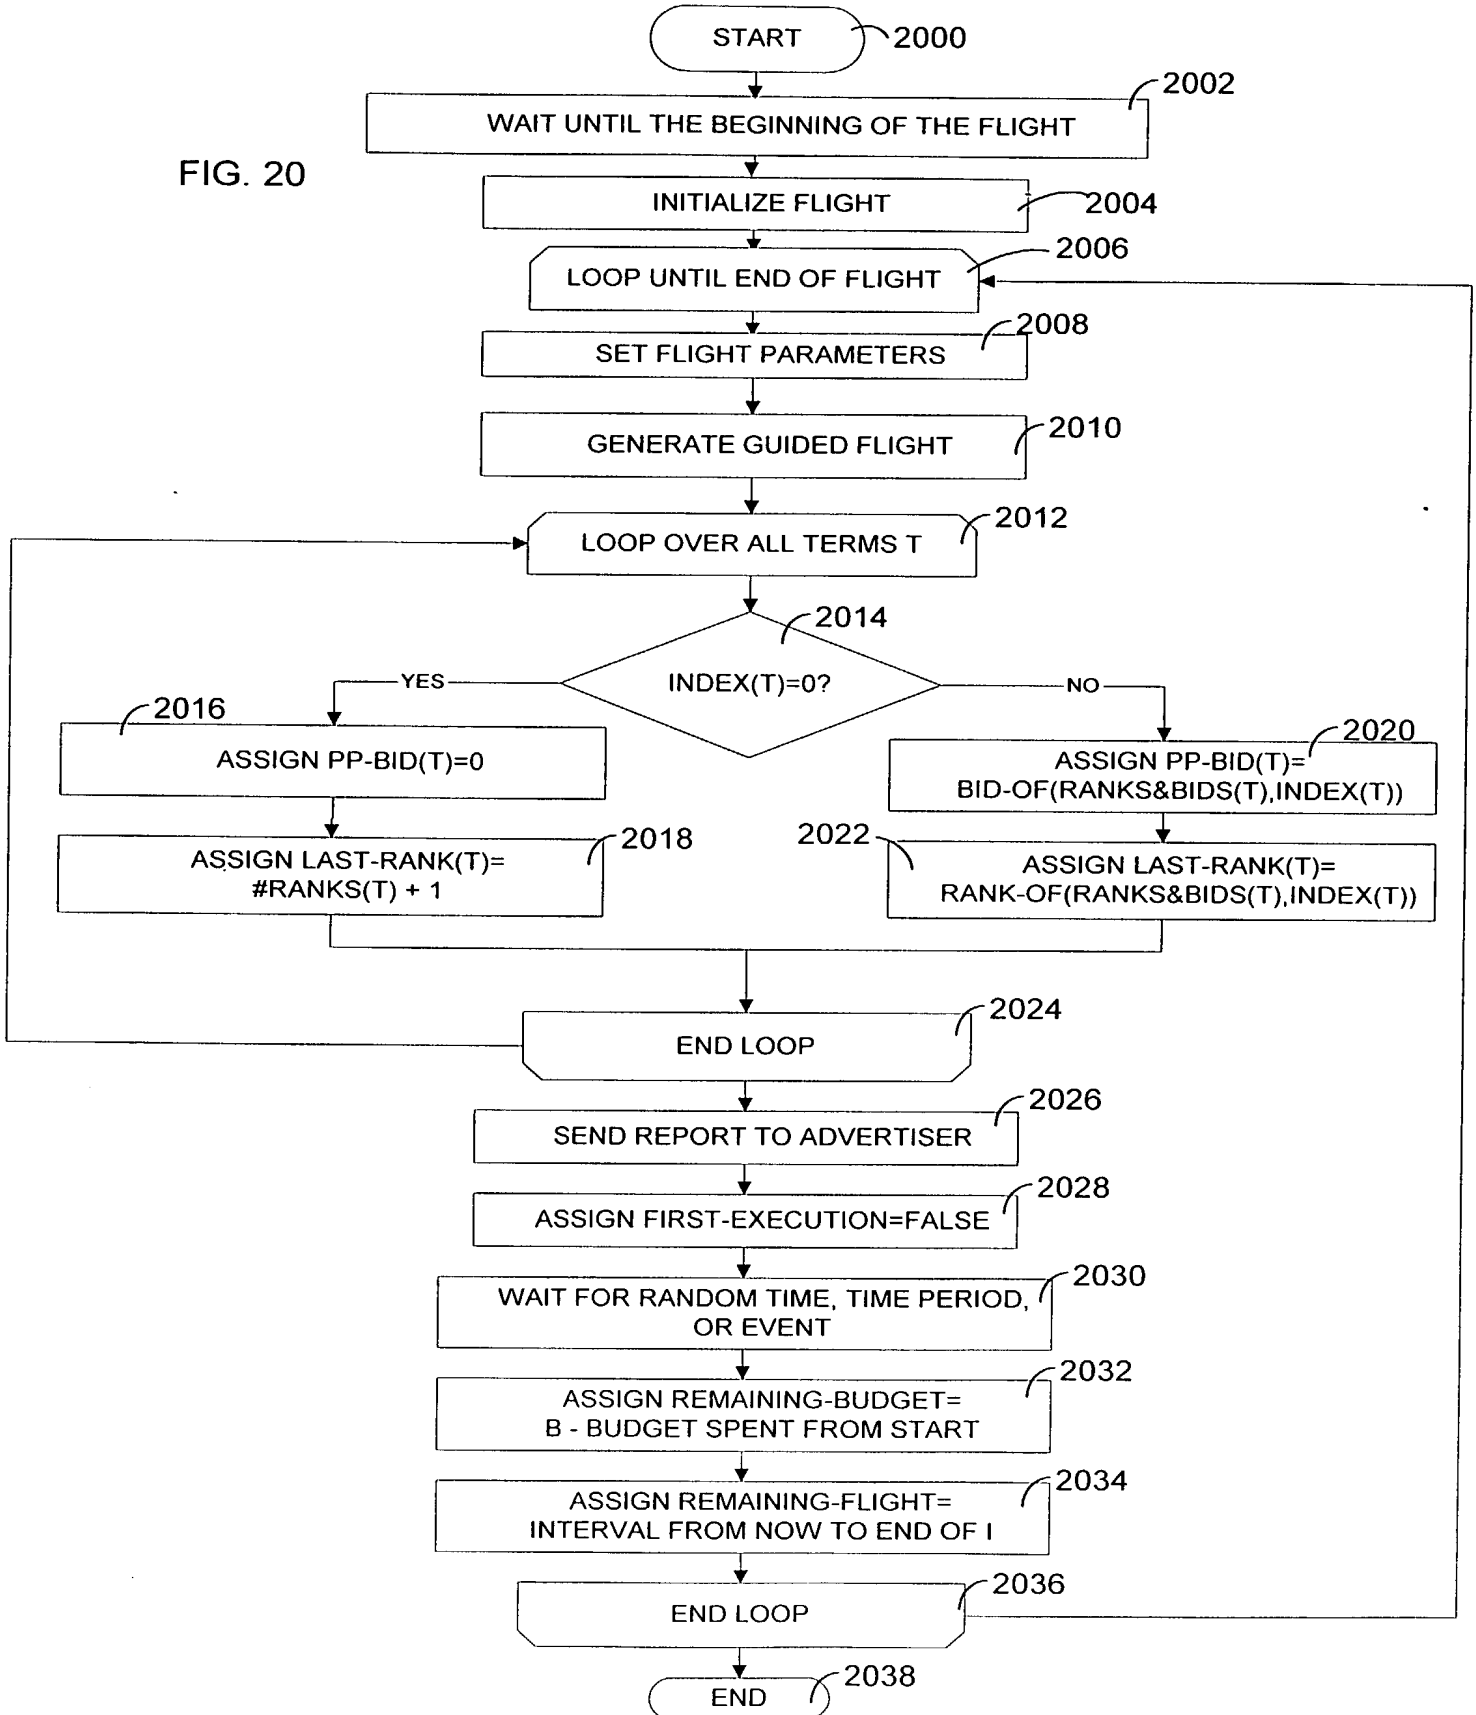 START
2000
2002
WAIT UNTIL THE BEGINNING OF THE FLIGHT
FIG. 20
INITIALIZE FLIGHT
2004
2006
LOOP UNTIL END OF FLIGHT
2008
SET FLIGHT PARAMETERS
2010
GENERATE GUIDED FLIGHT
2012
LOOP OVER ALL TERMS T
2014
INDEX(T)=0?
YES
NO
2016
ASSIGN PP-BID(T)=0
2020
ASSIGN PP-BID(T)=
BID-OF(RANKS&BIDS(T),INDEX(T))
2018
ASSIGN LAST-RANK(T)=
#RANKS(T) + 1
2022
ASSIGN LAST-RANK(T)=
RANK-OF(RANKS&BIDS(T),INDEX(T))
2024
END LOOP
2026
SEND REPORT TO ADVERTISER
2028
ASSIGN FIRST-EXECUTION=FALSE
2030
WAIT FOR RANDOM TIME, TIME PERIOD,
OR EVENT
2032
ASSIGN REMAINING-BUDGET=
B - BUDGET SPENT FROM START
2034
ASSIGN REMAINING-FLIGHT=
INTERVAL FROM NOW TO END OF I
2036
END LOOP
2038
END